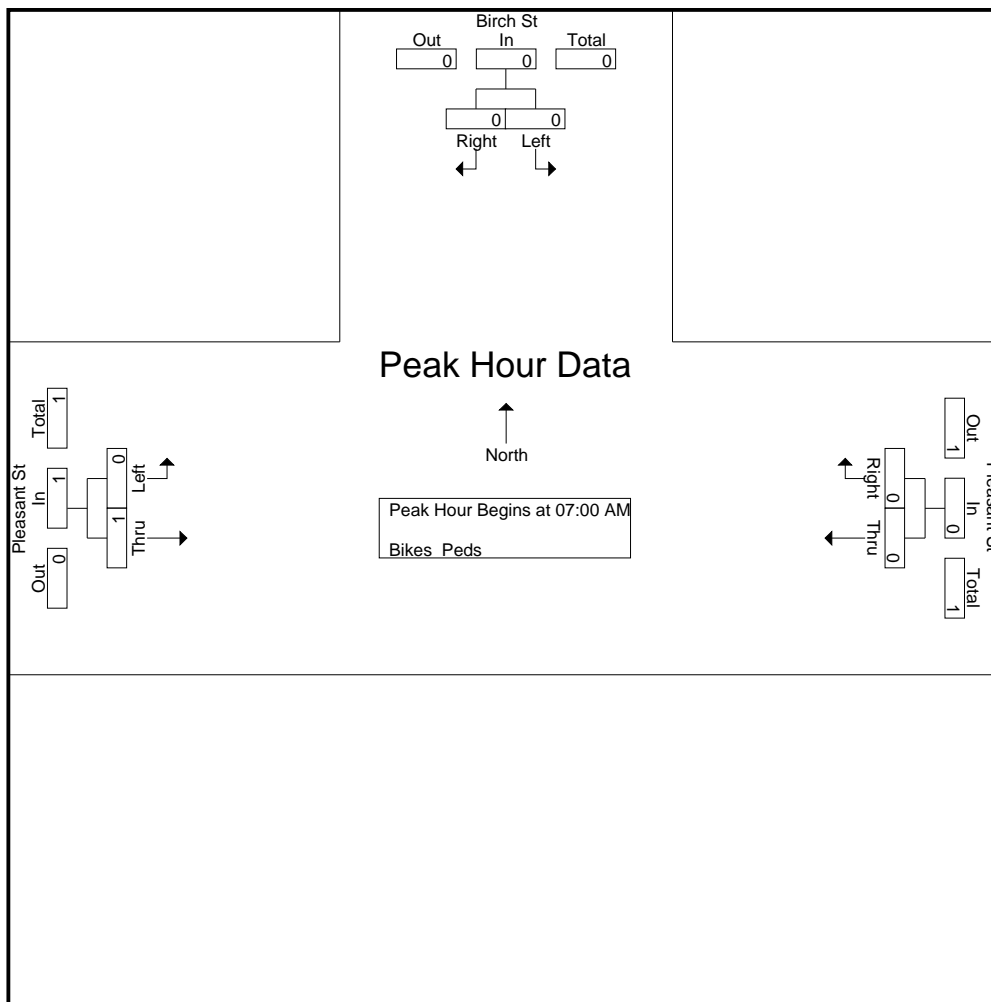 Birch St
Out In Total
0 0 0
0 0
Right Left
Peak Hour Data
North
Peak Hour Begins at 07:00 AM
Bikes Peds
Pleasant St
Out In Total
0 1 1
Left Thru
0 1
Pleasant St
Out In Total
1 0 1
Right Thru
0 0